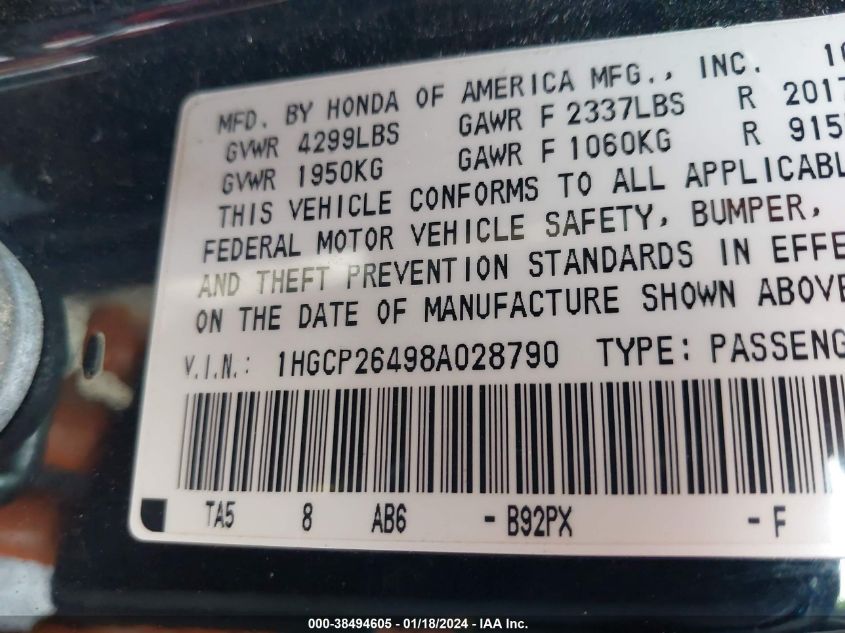 MFD. BY HONDA OF AMERICA MFG., INC. 10
GVWR 4299LBS GAWR F 2337LBS R 2017
GVWR 1950KG GAWR F 1060KG R 915
THIS VEHICLE CONFORMS TO ALL APPLICABL
FEDERAL MOTOR VEHICLE SAFETY, BUMPER,
AND THEFT PREVENTION STANDARDS IN EFFE
ON THE DATE OF MANUFACTURE SHOWN ABOVE
V.I.N.: 1HGCP26498A028790 TYPE: PASSENG
TA5 8 AB6 - B92PX - F
000-38494605 - 01/18/2024 - IAA Inc.